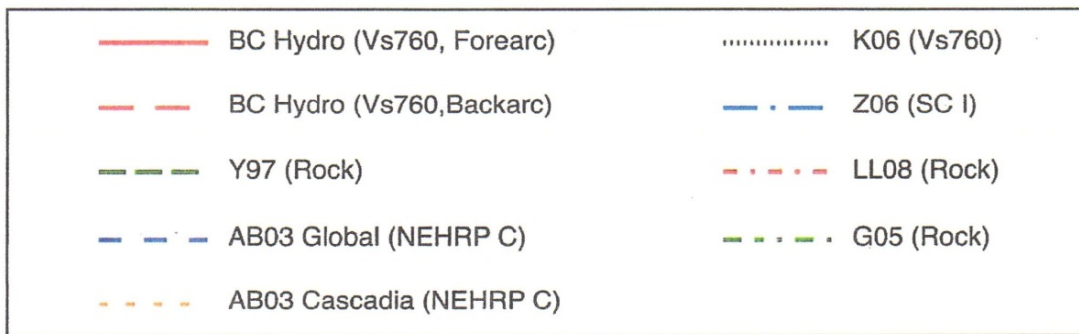 BC Hydro (Vs760, Forearc)
BC Hydro (Vs760,Backarc)
Y97 (Rock)
AB03 Global (NEHRP C)
AB03 Cascadia (NEHRP C)
K06 (Vs760)
Z06 (SC I)
LL08 (Rock)
G05 (Rock)